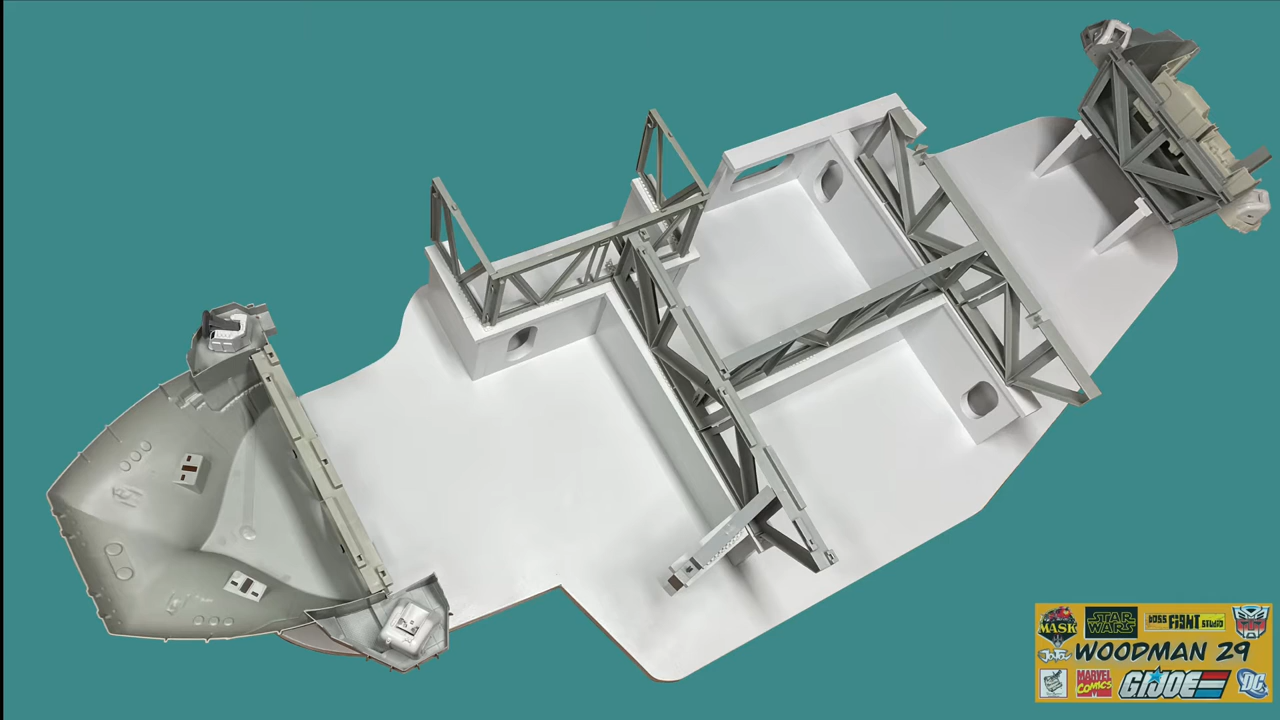 MASK
STAR
WARS
BOSS FIGHT STUDIO
WOODMAN 29
MARVEL
COMICS
GI JOE
DC